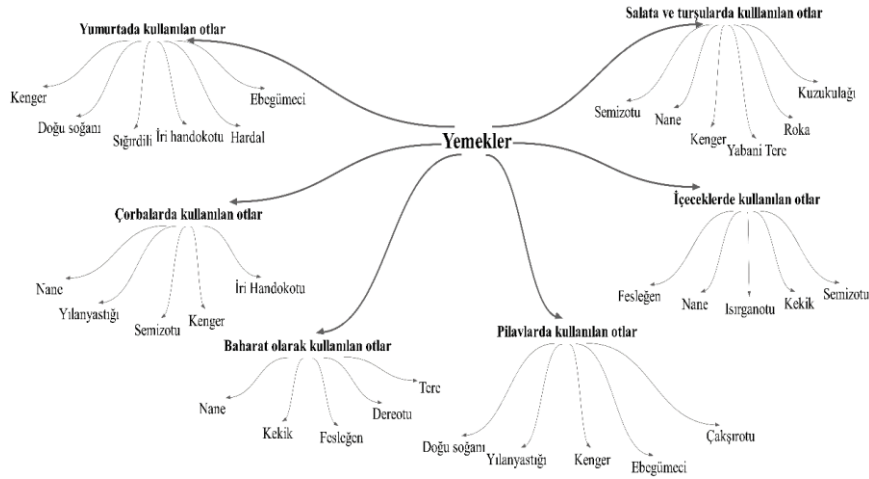 Yumurtada kullanılan otlar
Kenger
Doğu soğanı
Sığırdili
İri handokotu
Hardal
Ebegümeci
Salata ve turşularda kulllanılan otlar
Semizotu
Nane
Kenger
Yabani Tere
Roka
Kuzukulağı
Yemekler
Çorbalarda kullanılan otlar
Nane
Yılanyastığı
Semizotu
Kenger
İri Handokotu
İçeceklerde kullanılan otlar
Fesleğen
Nane
Isırganotu
Kekik
Semizotu
Baharat olarak kullanılan otlar
Nane
Kekik
Fesleğen
Dereotu
Tere
Pilavlarda kullanılan otlar
Doğu soğanı
Yılanyastığı
Kenger
Ebegümeci
Çakşırotu